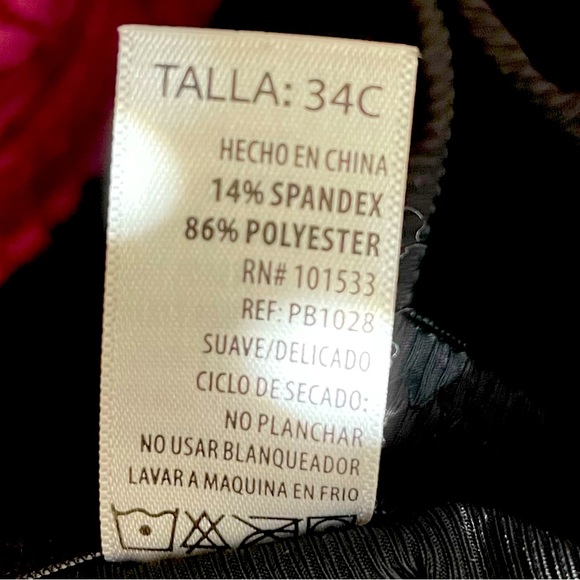 TALLA: 34C
HECHO EN CHINA
14% SPANDEX
86% POLYESTER
RN# 101533
REF: PB1028
SUAVE/DELICADO
CICLO DE SECADO:
NO PLANCHAR
NO USAR BLANQUEADOR
LAVAR A MAQUINA EN FRIO